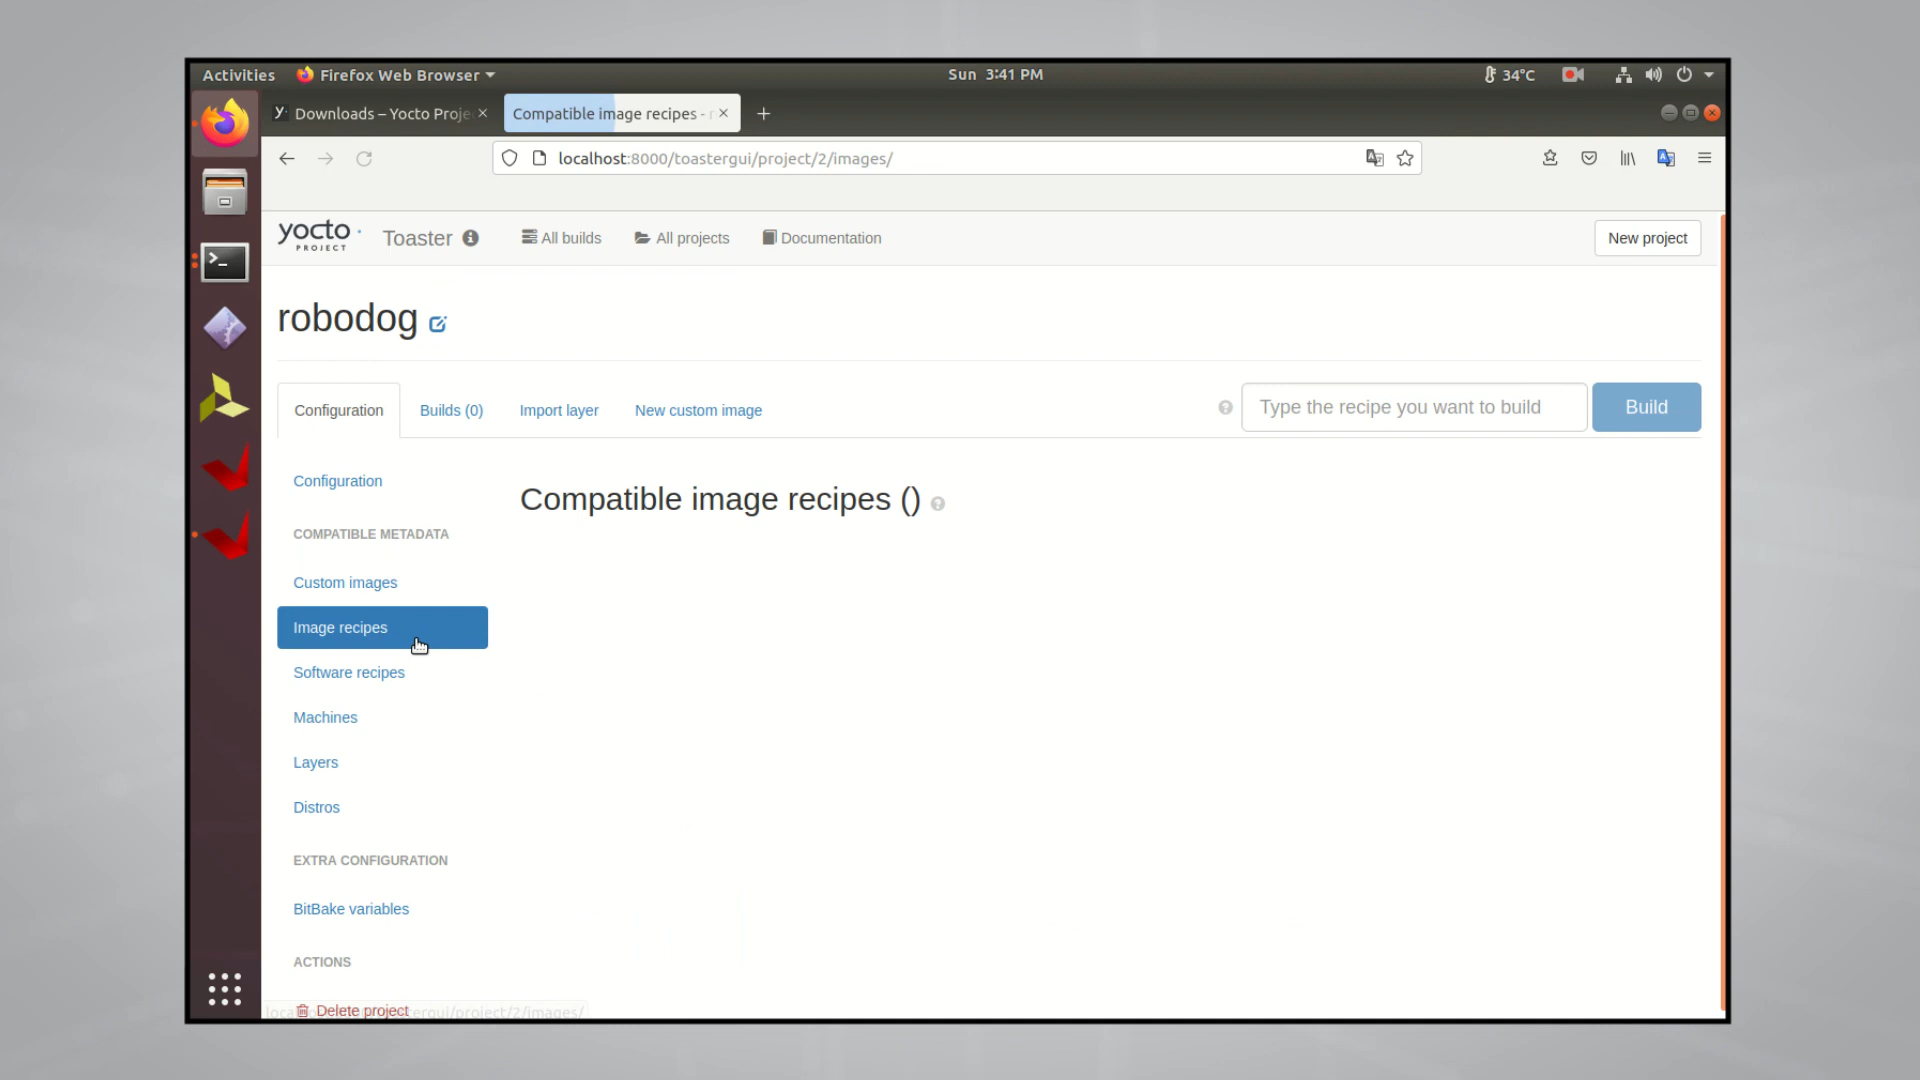 Activities
Firefox Web Browser
Sun 3:41 PM
34°C
Downloads – Yocto Proje
Compatible image recipes -
localhost:8000/toastergui/project/2/images/
yocto
PROJECT
Toaster
All builds
All projects
Documentation
New project
robodog
Configuration
Builds (0)
Import layer
New custom image
Type the recipe you want to build
Build
Configuration
Compatible image recipes ()
COMPATIBLE METADATA
Custom images
Image recipes
Software recipes
Machines
Layers
Distros
EXTRA CONFIGURATION
BitBake variables
ACTIONS
Delete project